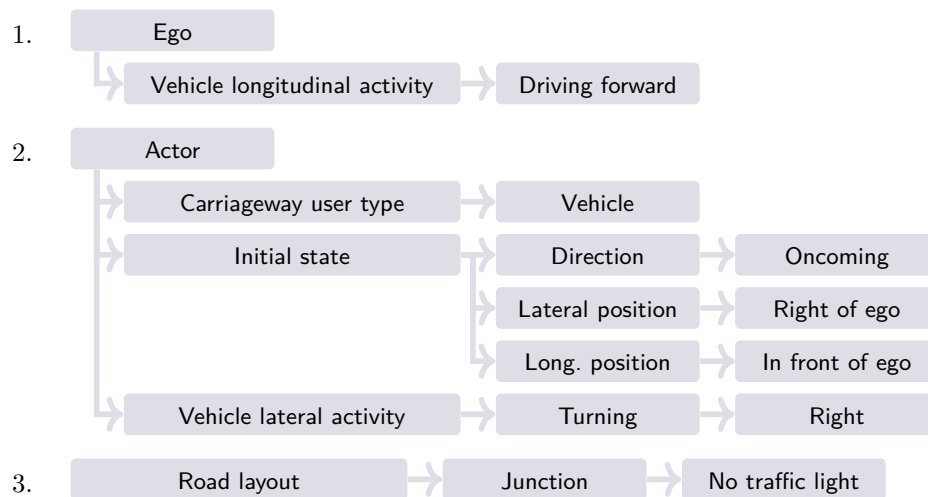 1. Ego
Vehicle longitudinal activity Driving forward
2. Actor
Carriageway user type Vehicle
Initial state Direction Oncoming
Lateral position Right of ego
Long. position In front of ego
Vehicle lateral activity Turning Right
3. Road layout Junction No traffic light